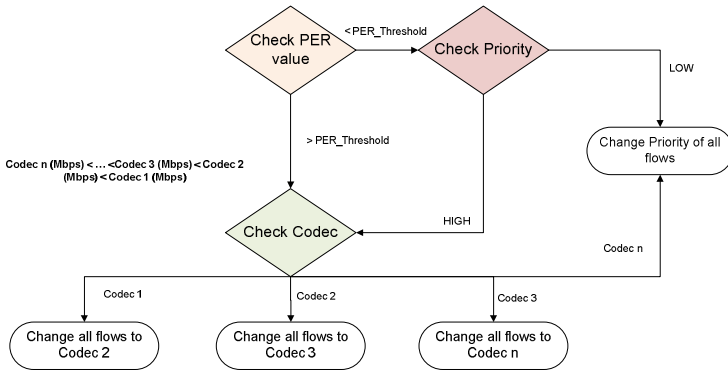 Check PER
value
< PER_Threshold
Check Priority
LOW
Change Priority of all
flows
> PER_Threshold
Codec n (Mbps) < ... <Codec 3 (Mbps) < Codec 2
(Mbps) < Codec 1 (Mbps)
HIGH
Check Codec
Codec n
Codec 1
Codec 2
Codec 3
Change all flows to
Codec 2
Change all flows to
Codec 3
Change all flows to
Codec n